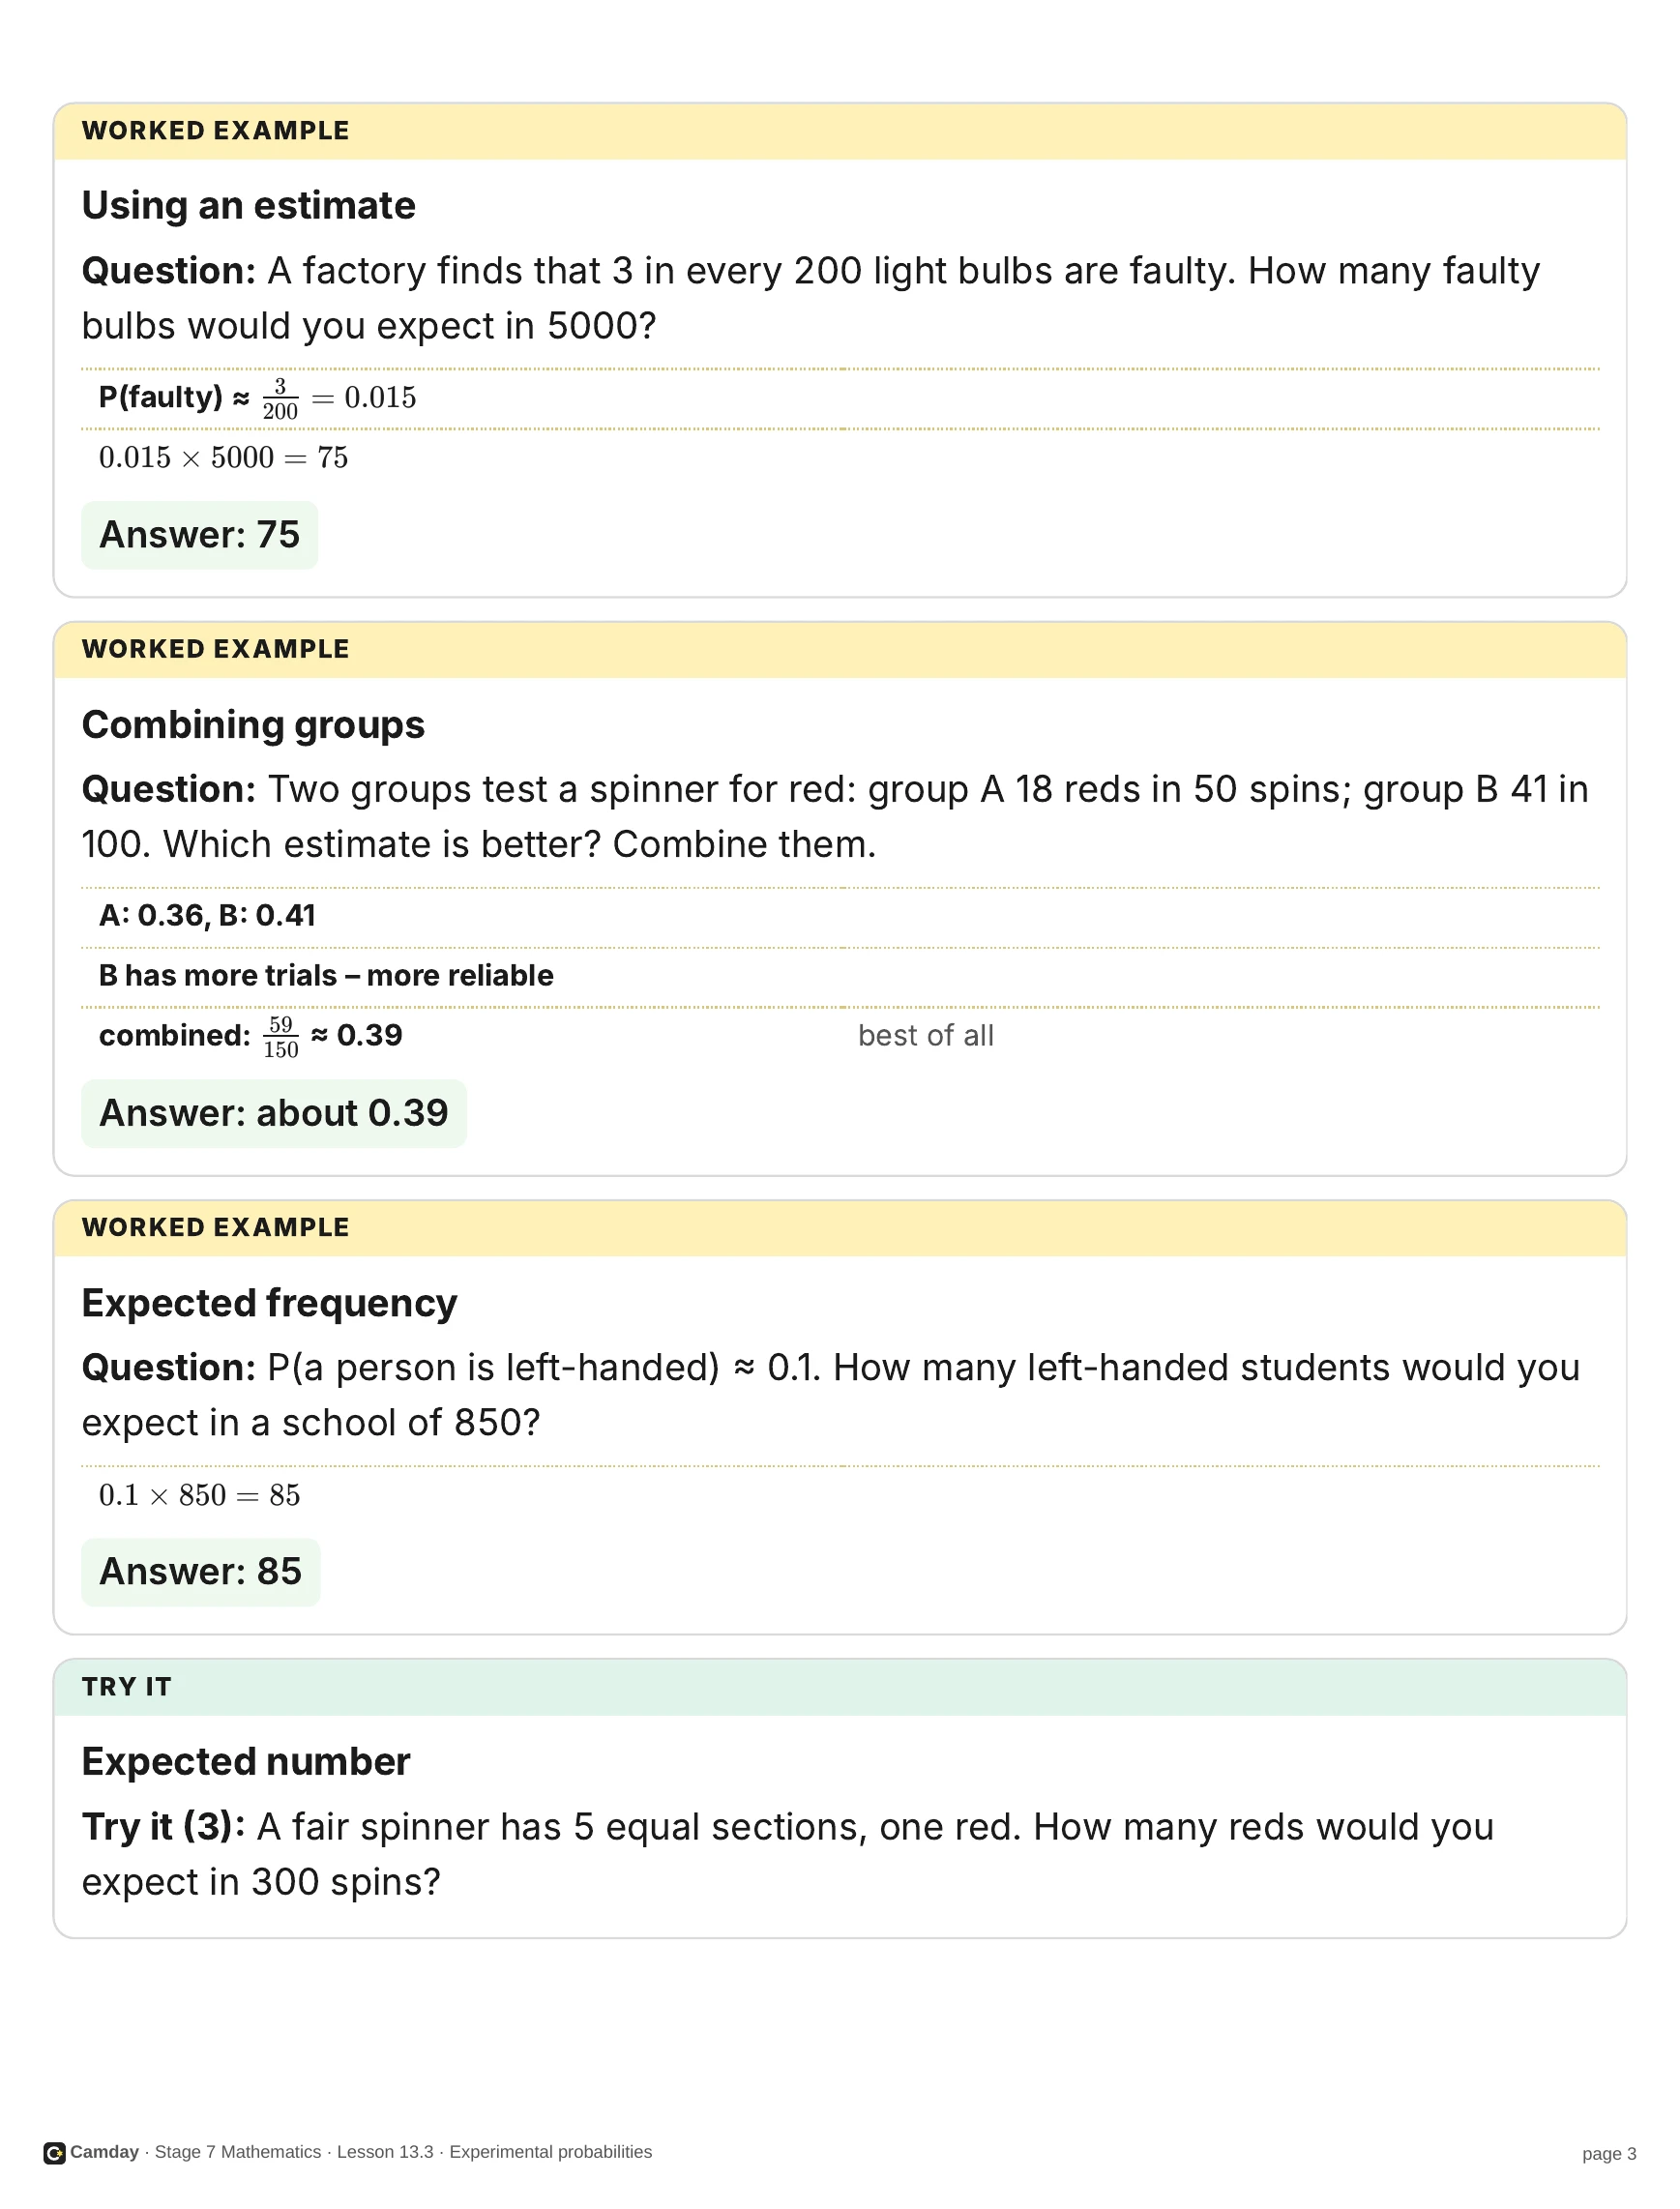 WORKED EXAMPLE
Using an estimate
Question: A factory finds that 3 in every 200 light bulbs are faulty. How many faulty
bulbs would you expect in 5000?
P(faulty) ≈ 3/200 = 0.015
0.015 × 5000 = 75
Answer: 75
WORKED EXAMPLE
Combining groups
Question: Two groups test a spinner for red: group A 18 reds in 50 spins; group B 41 in
100. Which estimate is better? Combine them.
A: 0.36, B: 0.41
B has more trials – more reliable
combined: 59/150 ≈ 0.39 best of all
Answer: about 0.39
WORKED EXAMPLE
Expected frequency
Question: P(a person is left-handed) ≈ 0.1. How many left-handed students would you
expect in a school of 850?
0.1 × 850 = 85
Answer: 85
TRY IT
Expected number
Try it (3): A fair spinner has 5 equal sections, one red. How many reds would you
expect in 300 spins?
Camday · Stage 7 Mathematics · Lesson 13.3 · Experimental probabilities page 3